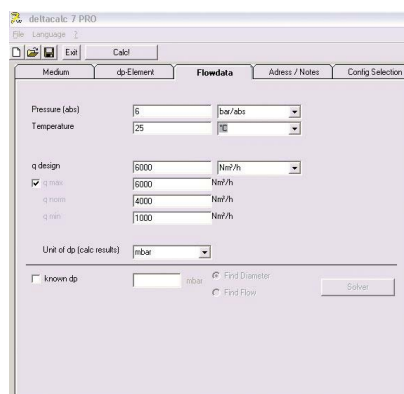 deltacalc 7 PRO
File Language ?
Exit Calc!
Medium dp-Element Flowdata Adress / Notes Config Selection
Pressure (abs) 6 bar/abs
Temperature 25 °C
q design 6000 Nm³/h
q max 6000 Nm³/h
q norm 4000 Nm³/h
q min 1000 Nm³/h
Unit of dp (calc results) mbar
known dp mbar Find Diameter
Find Flow
Solver